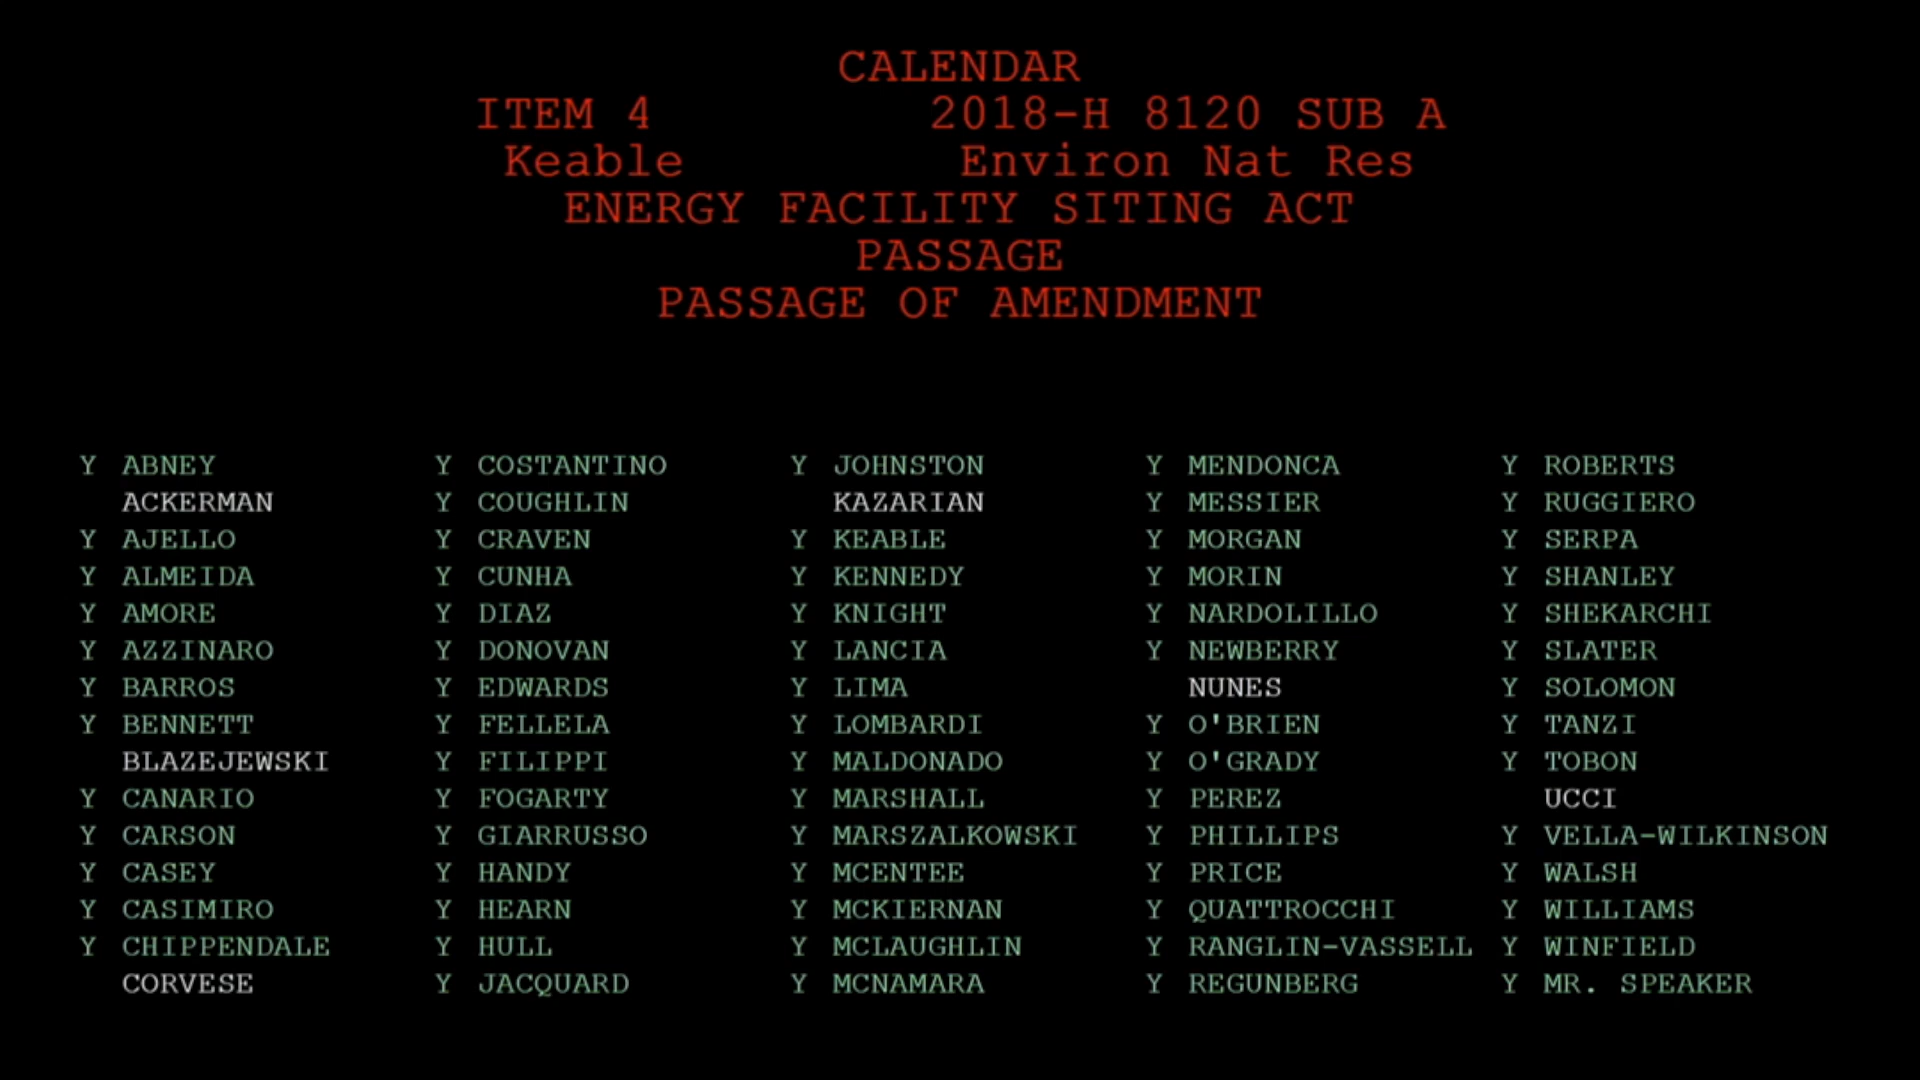 CALENDAR
ITEM 4 2018-H 8120 SUB A
Keable Environ Nat Res
ENERGY FACILITY SITING ACT
PASSAGE
PASSAGE OF AMENDMENT
Y ABNEY Y COSTANTINO Y JOHNSTON Y MENDONCA Y ROBERTS
ACKERMAN Y COUGHLIN KAZARIAN Y MESSIER Y RUGGIERO
Y AJELLO Y CRAVEN Y KEABLE Y MORGAN Y SERPA
Y ALMEIDA Y CUNHA Y KENNEDY Y MORIN Y SHANLEY
Y AMORE Y DIAZ Y KNIGHT Y NARDOLILLO Y SHEKARCHI
Y AZZINARO Y DONOVAN Y LANCIA Y NEWBERRY Y SLATER
Y BARROS Y EDWARDS Y LIMA NUNES Y SOLOMON
Y BENNETT Y FELLELA Y LOMBARDI Y O'BRIEN Y TANZI
BLAZEJEWSKI Y FILIPPI Y MALDONADO Y O'GRADY Y TOBON
Y CANARIO Y FOGARTY Y MARSHALL Y PEREZ UCCI
Y CARSON Y GIARRUSSO Y MARSZALKOWSKI Y PHILLIPS Y VELLA-WILKINSON
Y CASEY Y HANDY Y MCENTEE Y PRICE Y WALSH
Y CASIMIRO Y HEARN Y MCKIERNAN Y QUATTROCCHI Y WILLIAMS
Y CHIPPENDALE Y HULL Y MCLAUGHLIN Y RANGLIN-VASSELL Y WINFIELD
CORVESE Y JACQUARD Y MCNAMARA Y REGUNBERG Y MR. SPEAKER